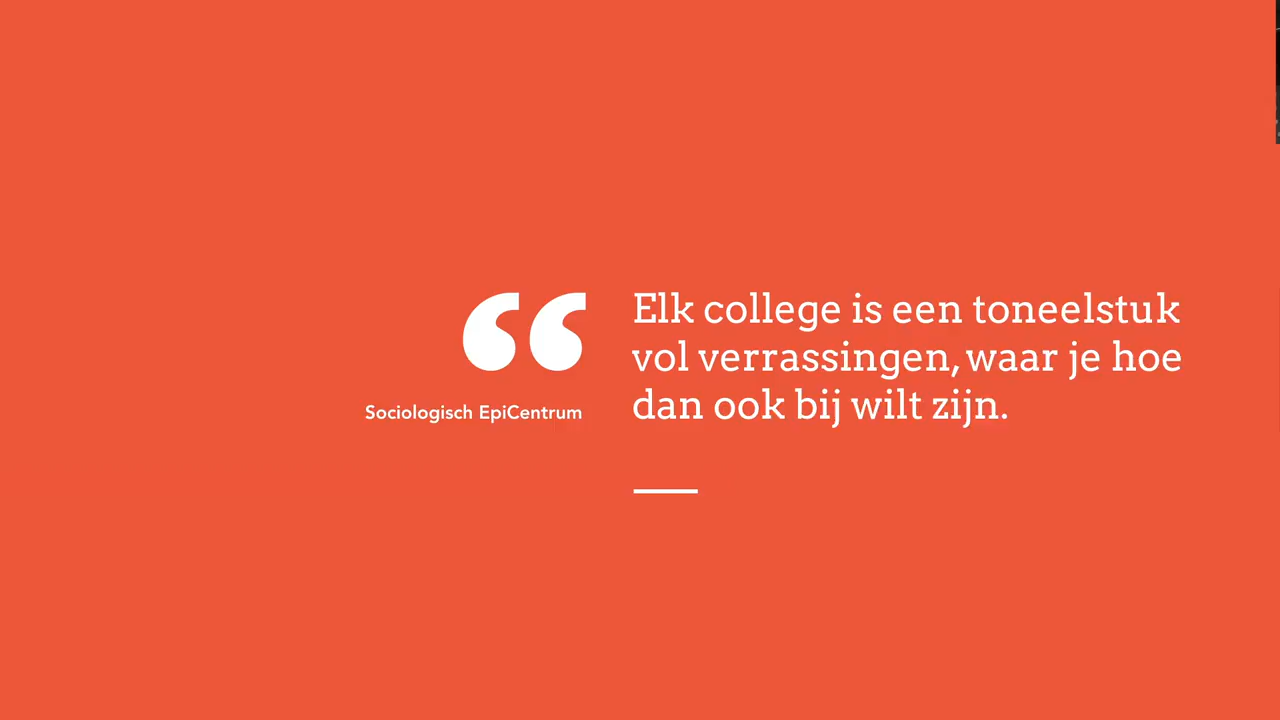 “
Sociologisch EpiCentrum
Elk college is een toneelstuk
vol verrassingen, waar je hoe
dan ook bij wilt zijn.